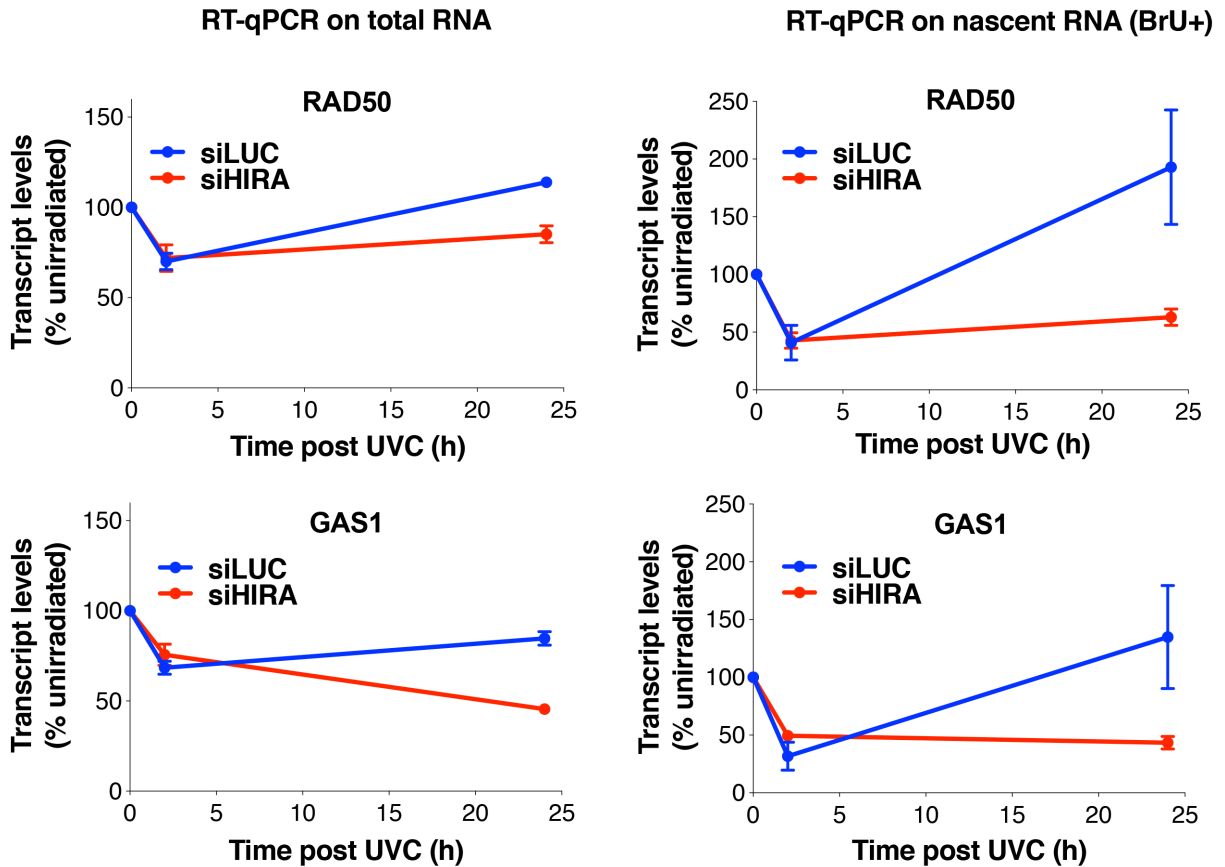 RT-qPCR on total RNA
RT-qPCR on nascent RNA (BrU+)
RAD50
siLUC
siHIRA
Transcript levels
(% unirradiated)
150
100
50
0
0 5 10 15 20 25
Time post UVC (h)
RAD50
siLUC
siHIRA
Transcript levels
(% unirradiated)
250
200
150
100
50
0
0 5 10 15 20 25
Time post UVC (h)
GAS1
siLUC
siHIRA
Transcript levels
(% unirradiated)
150
100
50
0
0 5 10 15 20 25
Time post UVC (h)
GAS1
siLUC
siHIRA
Transcript levels
(% unirradiated)
250
200
150
100
50
0
0 5 10 15 20 25
Time post UVC (h)